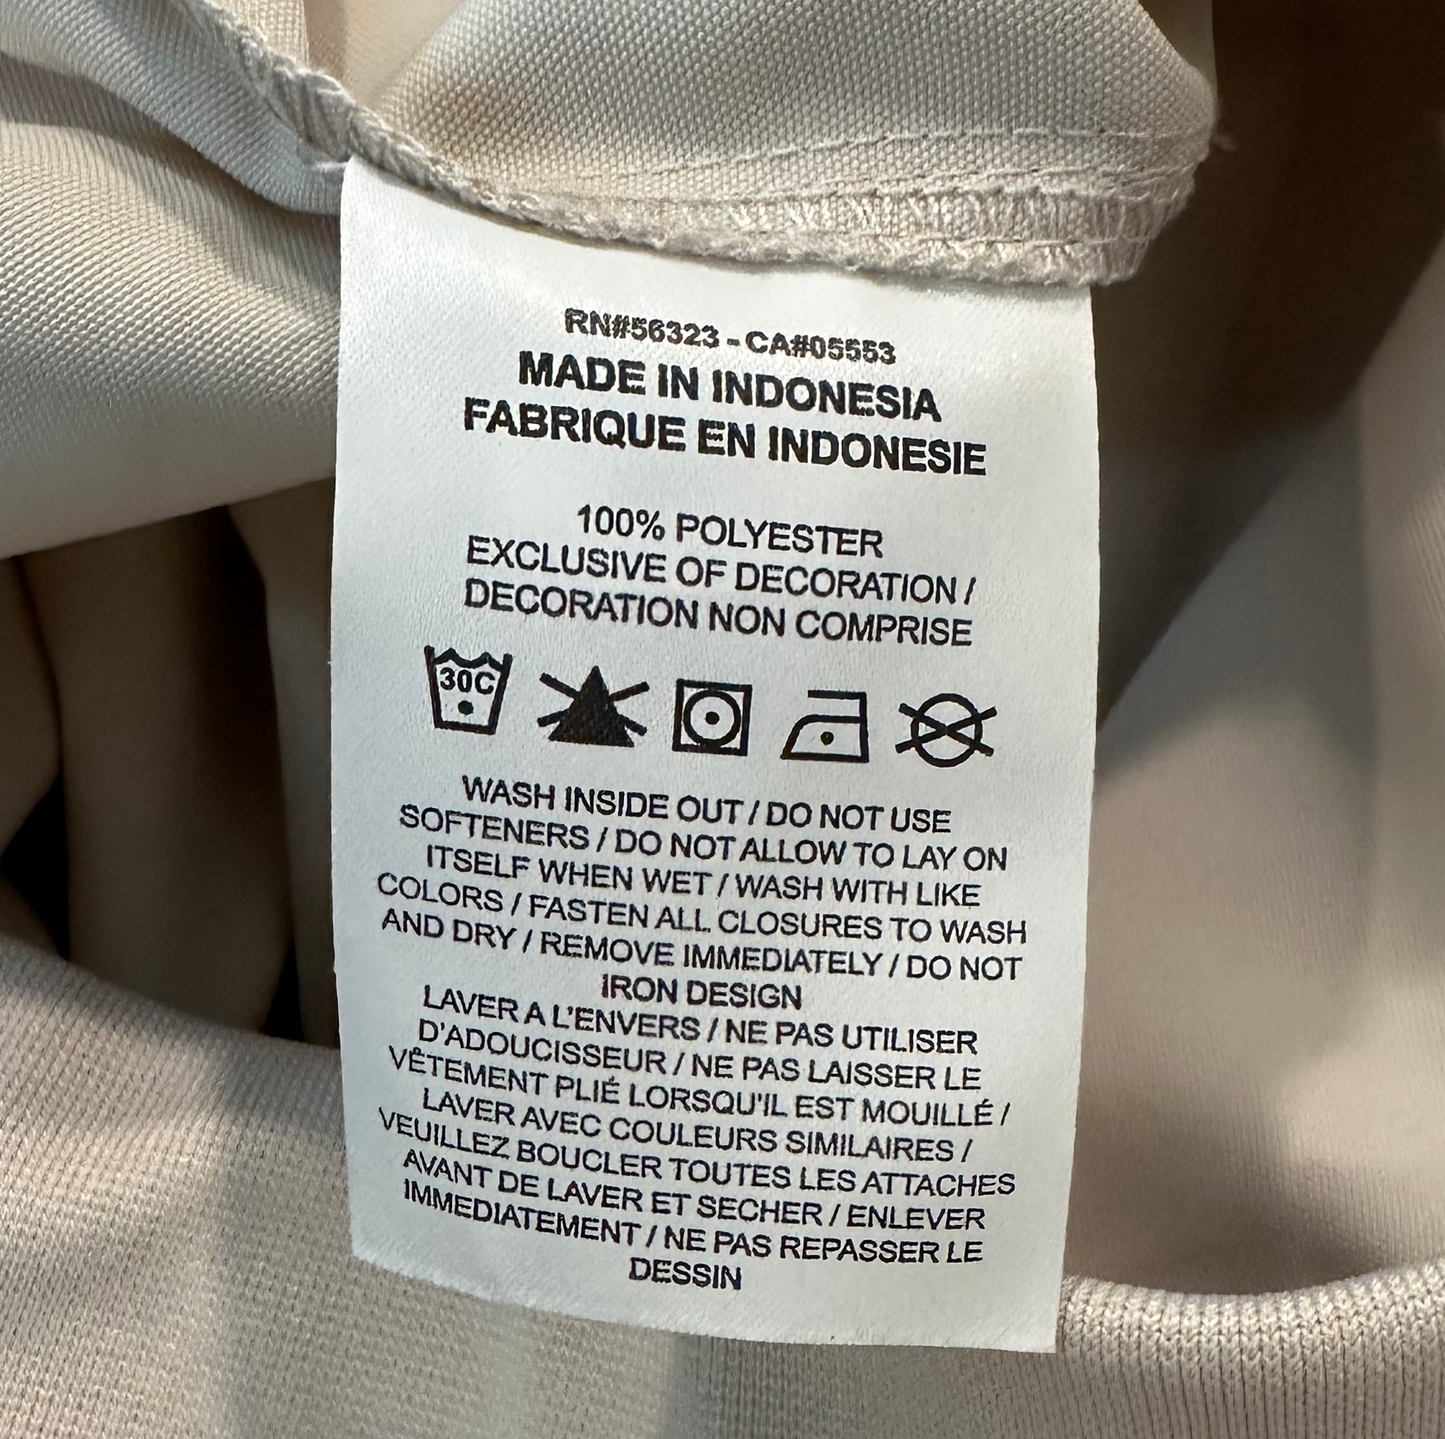 RN#56323 - CA#05553
MADE IN INDONESIA
FABRIQUE EN INDONESIE
100% POLYESTER
EXCLUSIVE OF DECORATION /
DECORATION NON COMPRISE
30C
WASH INSIDE OUT / DO NOT USE
SOFTENERS / DO NOT ALLOW TO LAY ON
ITSELF WHEN WET / WASH WITH LIKE
COLORS / FASTEN ALL CLOSURES TO WASH
AND DRY / REMOVE IMMEDIATELY / DO NOT
IRON DESIGN
LAVER A L'ENVERS / NE PAS UTILISER
D'ADOUCISSEUR / NE PAS LAISSER LE
VÊTEMENT PLIÉ LORSQU'IL EST MOUILLÉ /
LAVER AVEC COULEURS SIMILAIRES /
VEUILLEZ BOUCLER TOUTES LES ATTACHES
AVANT DE LAVER ET SECHER / ENLEVER
IMMEDIATEMENT / NE PAS REPASSER LE
DESSIN